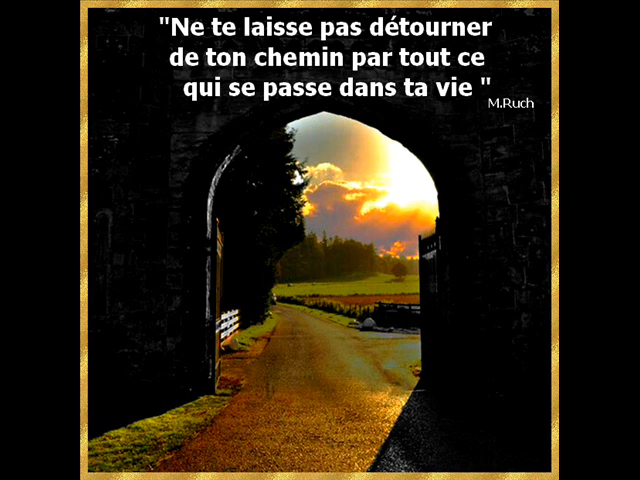 "Ne te laisse pas détourner
de ton chemin par tout ce
qui se passe dans ta vie "
M.Ruch